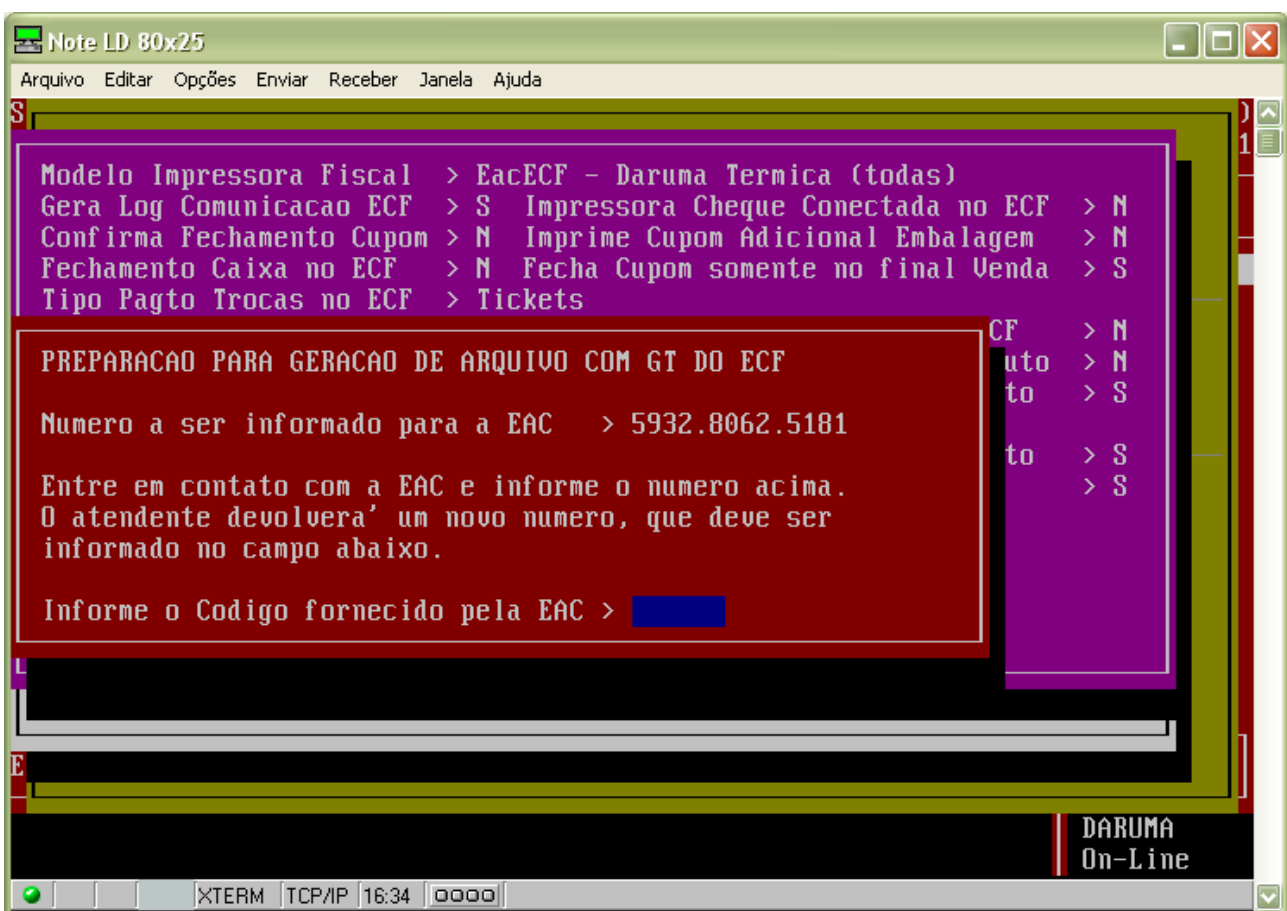 Note LD 80x25
Arquivo Editar Opções Enviar Receber Janela Ajuda
S )
1
Modelo Impressora Fiscal > EacECF - Daruma Termica (todas)
Gera Log Comunicacao ECF > S Impressora Cheque Conectada no ECF > N
Confirma Fechamento Cupom > N Imprime Cupom Adicional Embalagem > N
Fechamento Caixa no ECF > N Fecha Cupom somente no final Venda > S
Tipo Pagto Trocas no ECF > Tickets
CF > N
PREPARACAO PARA GERACAO DE ARQUIVO COM GT DO ECF uto > N
to > S
Numero a ser informado para a EAC > 5932.8062.5181
to > S
Entre em contato com a EAC e informe o numero acima. > S
O atendente devolvera' um novo numero, que deve ser
informado no campo abaixo.
Informe o Codigo fornecido pela EAC >
E
DARUMA
On-Line
XTERM TCP/IP 16:34